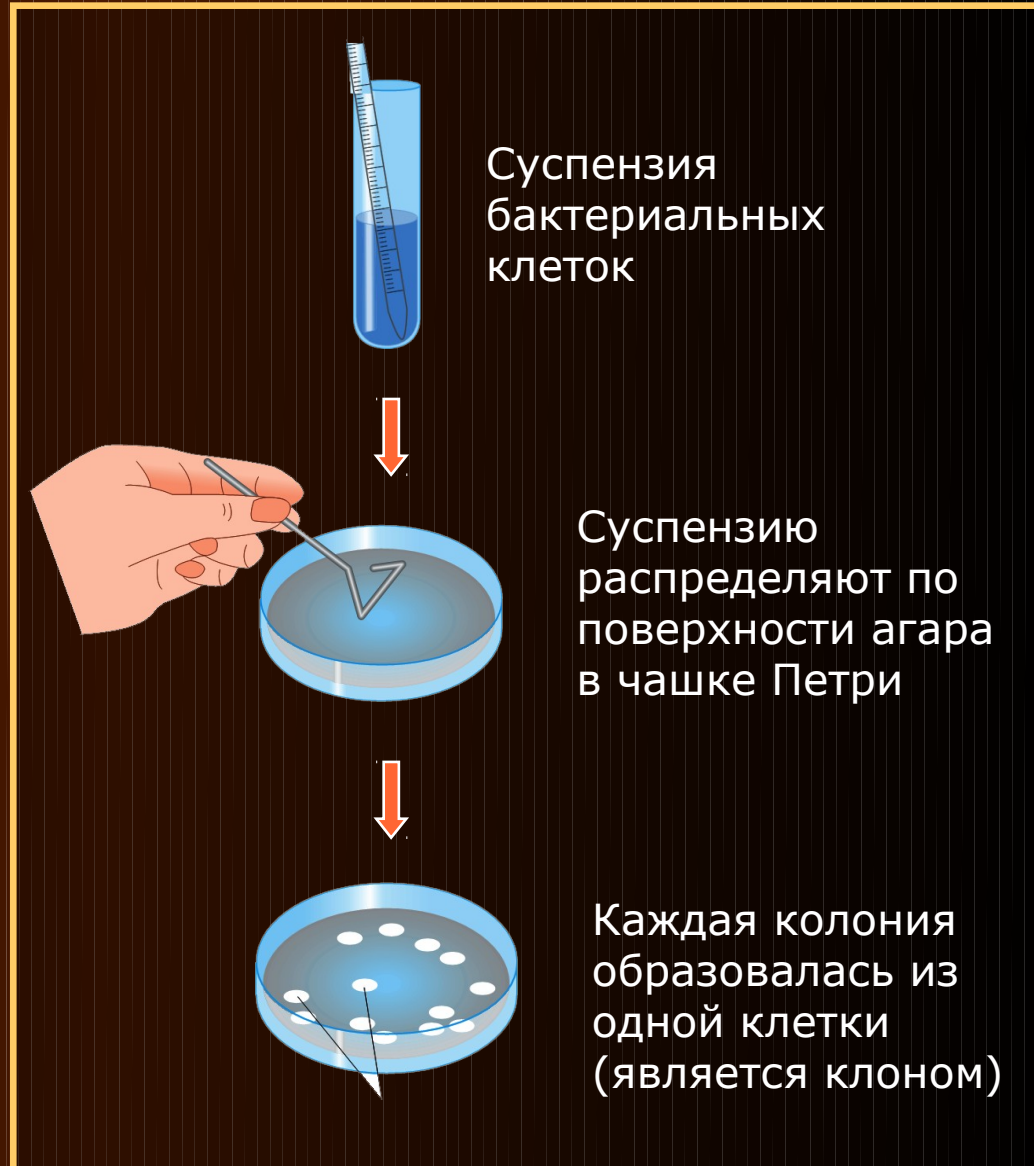 Суспензия
бактериальных
клеток
Суспензию
распределяют по
поверхности агара
в чашке Петри
Каждая колония
образовалась из
одной клетки
(является клоном)